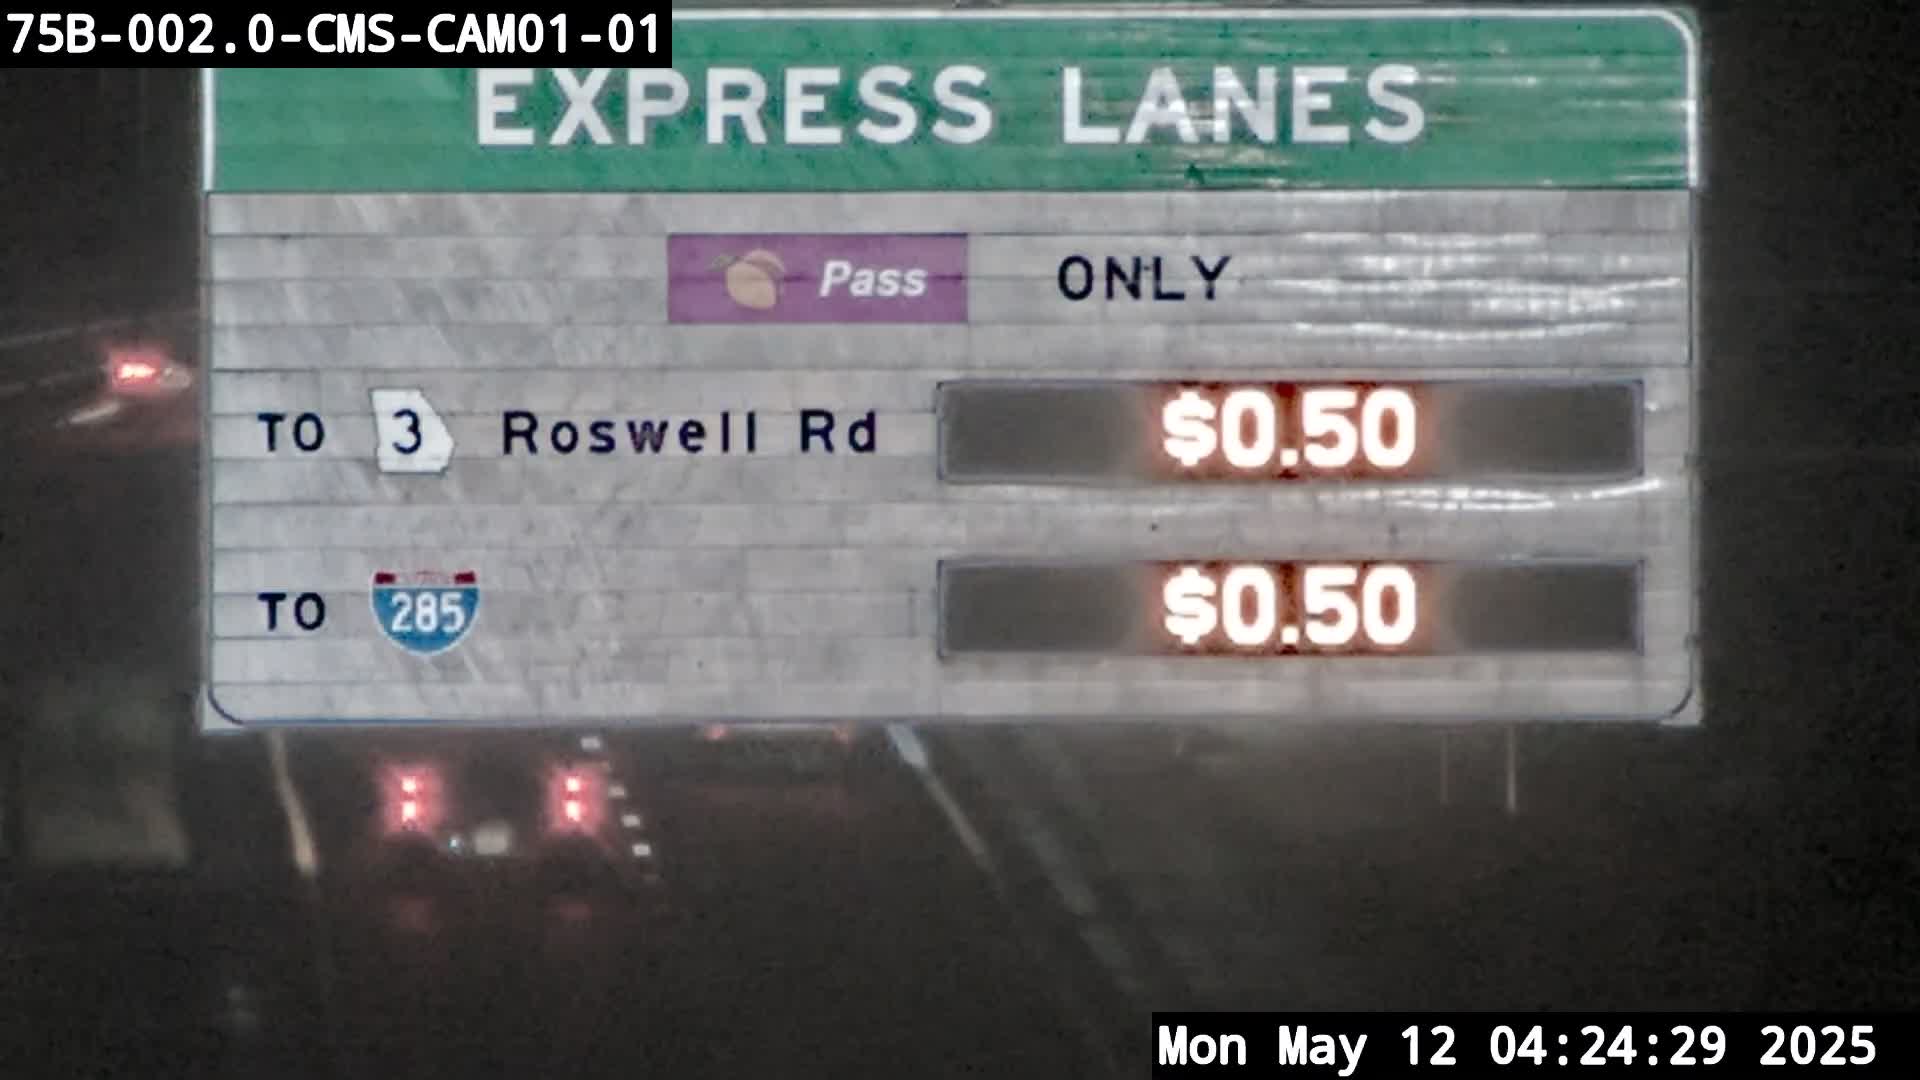 75B-002.0-CMS-CAM01-01
EXPRESS LANES
Pass ONLY
TO 3 Roswell Rd $0.50
TO 285 $0.50
Mon May 12 04:24:29 2025